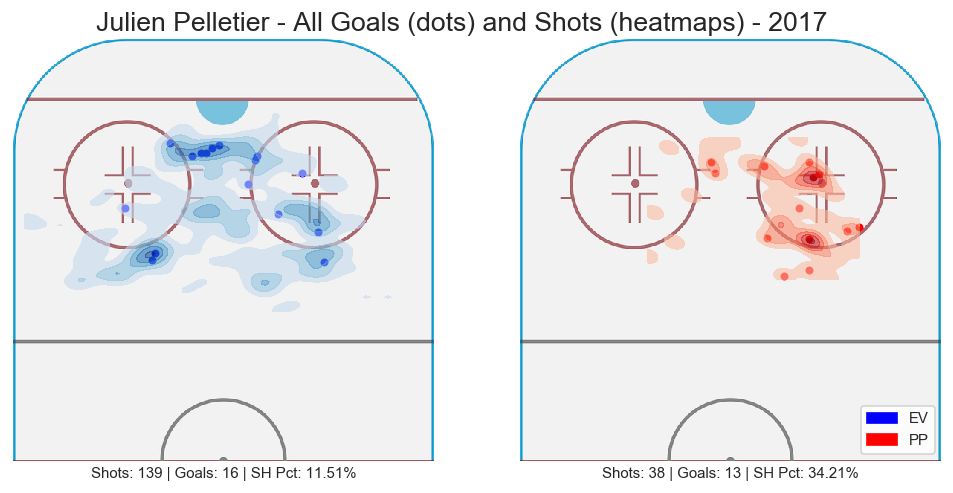 Julien Pelletier - All Goals (dots) and Shots (heatmaps) - 2017
EV
PP
Shots: 139 | Goals: 16 | SH Pct: 11.51%
Shots: 38 | Goals: 13 | SH Pct: 34.21%